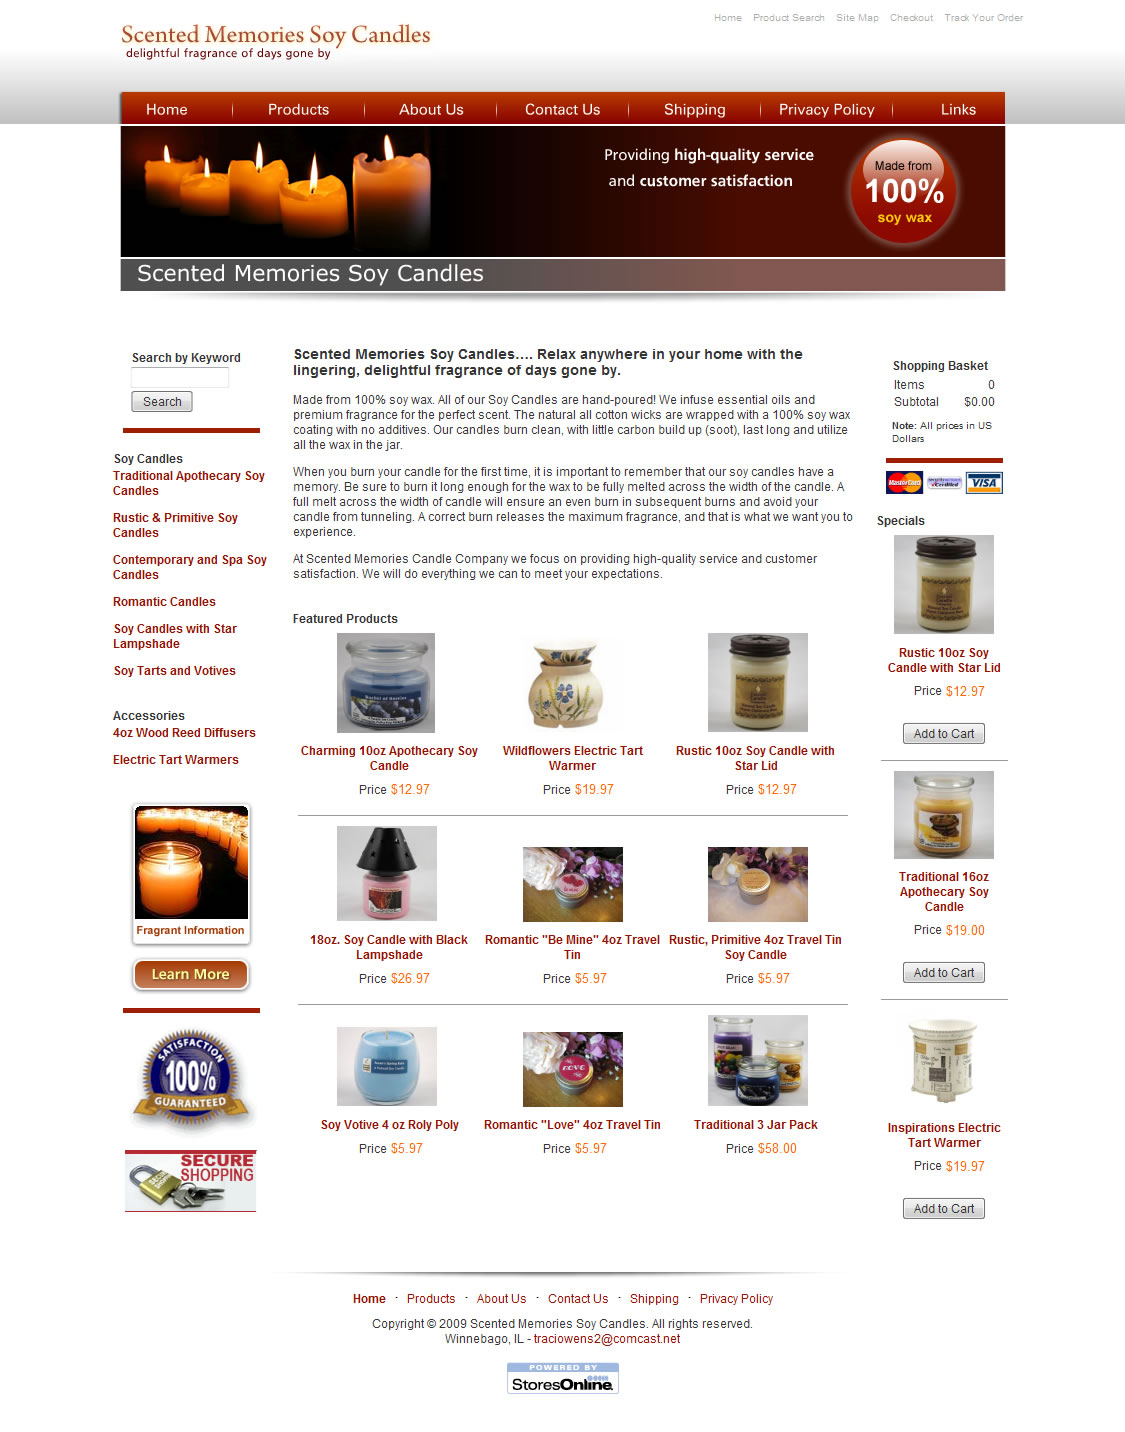 Home Product Search Site Map Checkout Track Your Order
Scented Memories Soy Candles
delightful fragrance of days gone by
Home Products About Us Contact Us Shipping Privacy Policy Links
Providing high-quality service
and customer satisfaction
Made from
100%
soy wax
Scented Memories Soy Candles
Search by Keyword
Search
Soy Candles
Traditional Apothecary Soy
Candles
Rustic & Primitive Soy
Candles
Contemporary and Spa Soy
Candles
Romantic Candles
Soy Candles with Star
Lampshade
Soy Tarts and Votives
Accessories
4oz Wood Reed Diffusers
Electric Tart Warmers
Fragrant Information
Learn More
SATISFACTION
100%
GUARANTEED
SECURE
SHOPPING
Scented Memories Soy Candles.... Relax anywhere in your home with the
lingering, delightful fragrance of days gone by.
Made from 100% soy wax. All of our Soy Candles are hand-poured! We infuse essential oils and
premium fragrance for the perfect scent. The natural all cotton wicks are wrapped with a 100% soy wax
coating with no additives. Our candles burn clean, with little carbon build up (soot), last long and utilize
all the wax in the jar.
When you burn your candle for the first time, it is important to remember that our soy candles have a
memory. Be sure to burn it long enough for the wax to be fully melted across the width of the candle. A
full melt across the width of candle will ensure an even burn in subsequent burns and avoid your
candle from tunneling. A correct burn releases the maximum fragrance, and that is what we want you to
experience.
At Scented Memories Candle Company we focus on providing high-quality service and customer
satisfaction. We will do everything we can to meet your expectations.
Featured Products
Charming 10oz Apothecary Soy
Candle
Price $12.97
Wildflowers Electric Tart
Warmer
Price $19.97
Rustic 10oz Soy Candle with
Star Lid
Price $12.97
18oz. Soy Candle with Black
Lampshade
Price $26.97
Romantic "Be Mine" 4oz Travel
Tin
Price $5.97
Rustic, Primitive 4oz Travel Tin
Soy Candle
Price $5.97
Soy Votive 4 oz Roly Poly
Price $5.97
LOVE
Romantic "Love" 4oz Travel Tin
Price $5.97
Traditional 3 Jar Pack
Price $58.00
Shopping Basket
Items 0
Subtotal $0.00
Note: All prices in US
Dollars
MasterCard
VISA
Specials
Rustic 10oz Soy
Candle with Star Lid
Price $12.97
Add to Cart
Traditional 16oz
Apothecary Soy
Candle
Price $19.00
Add to Cart
Inspirations Electric
Tart Warmer
Price $19.97
Add to Cart
Home · Products · About Us · Contact Us · Shipping · Privacy Policy
Copyright © 2009 Scented Memories Soy Candles. All rights reserved.
Winnebago, IL - traciowens2@comcast.net
POWERED BY
StoresOnline